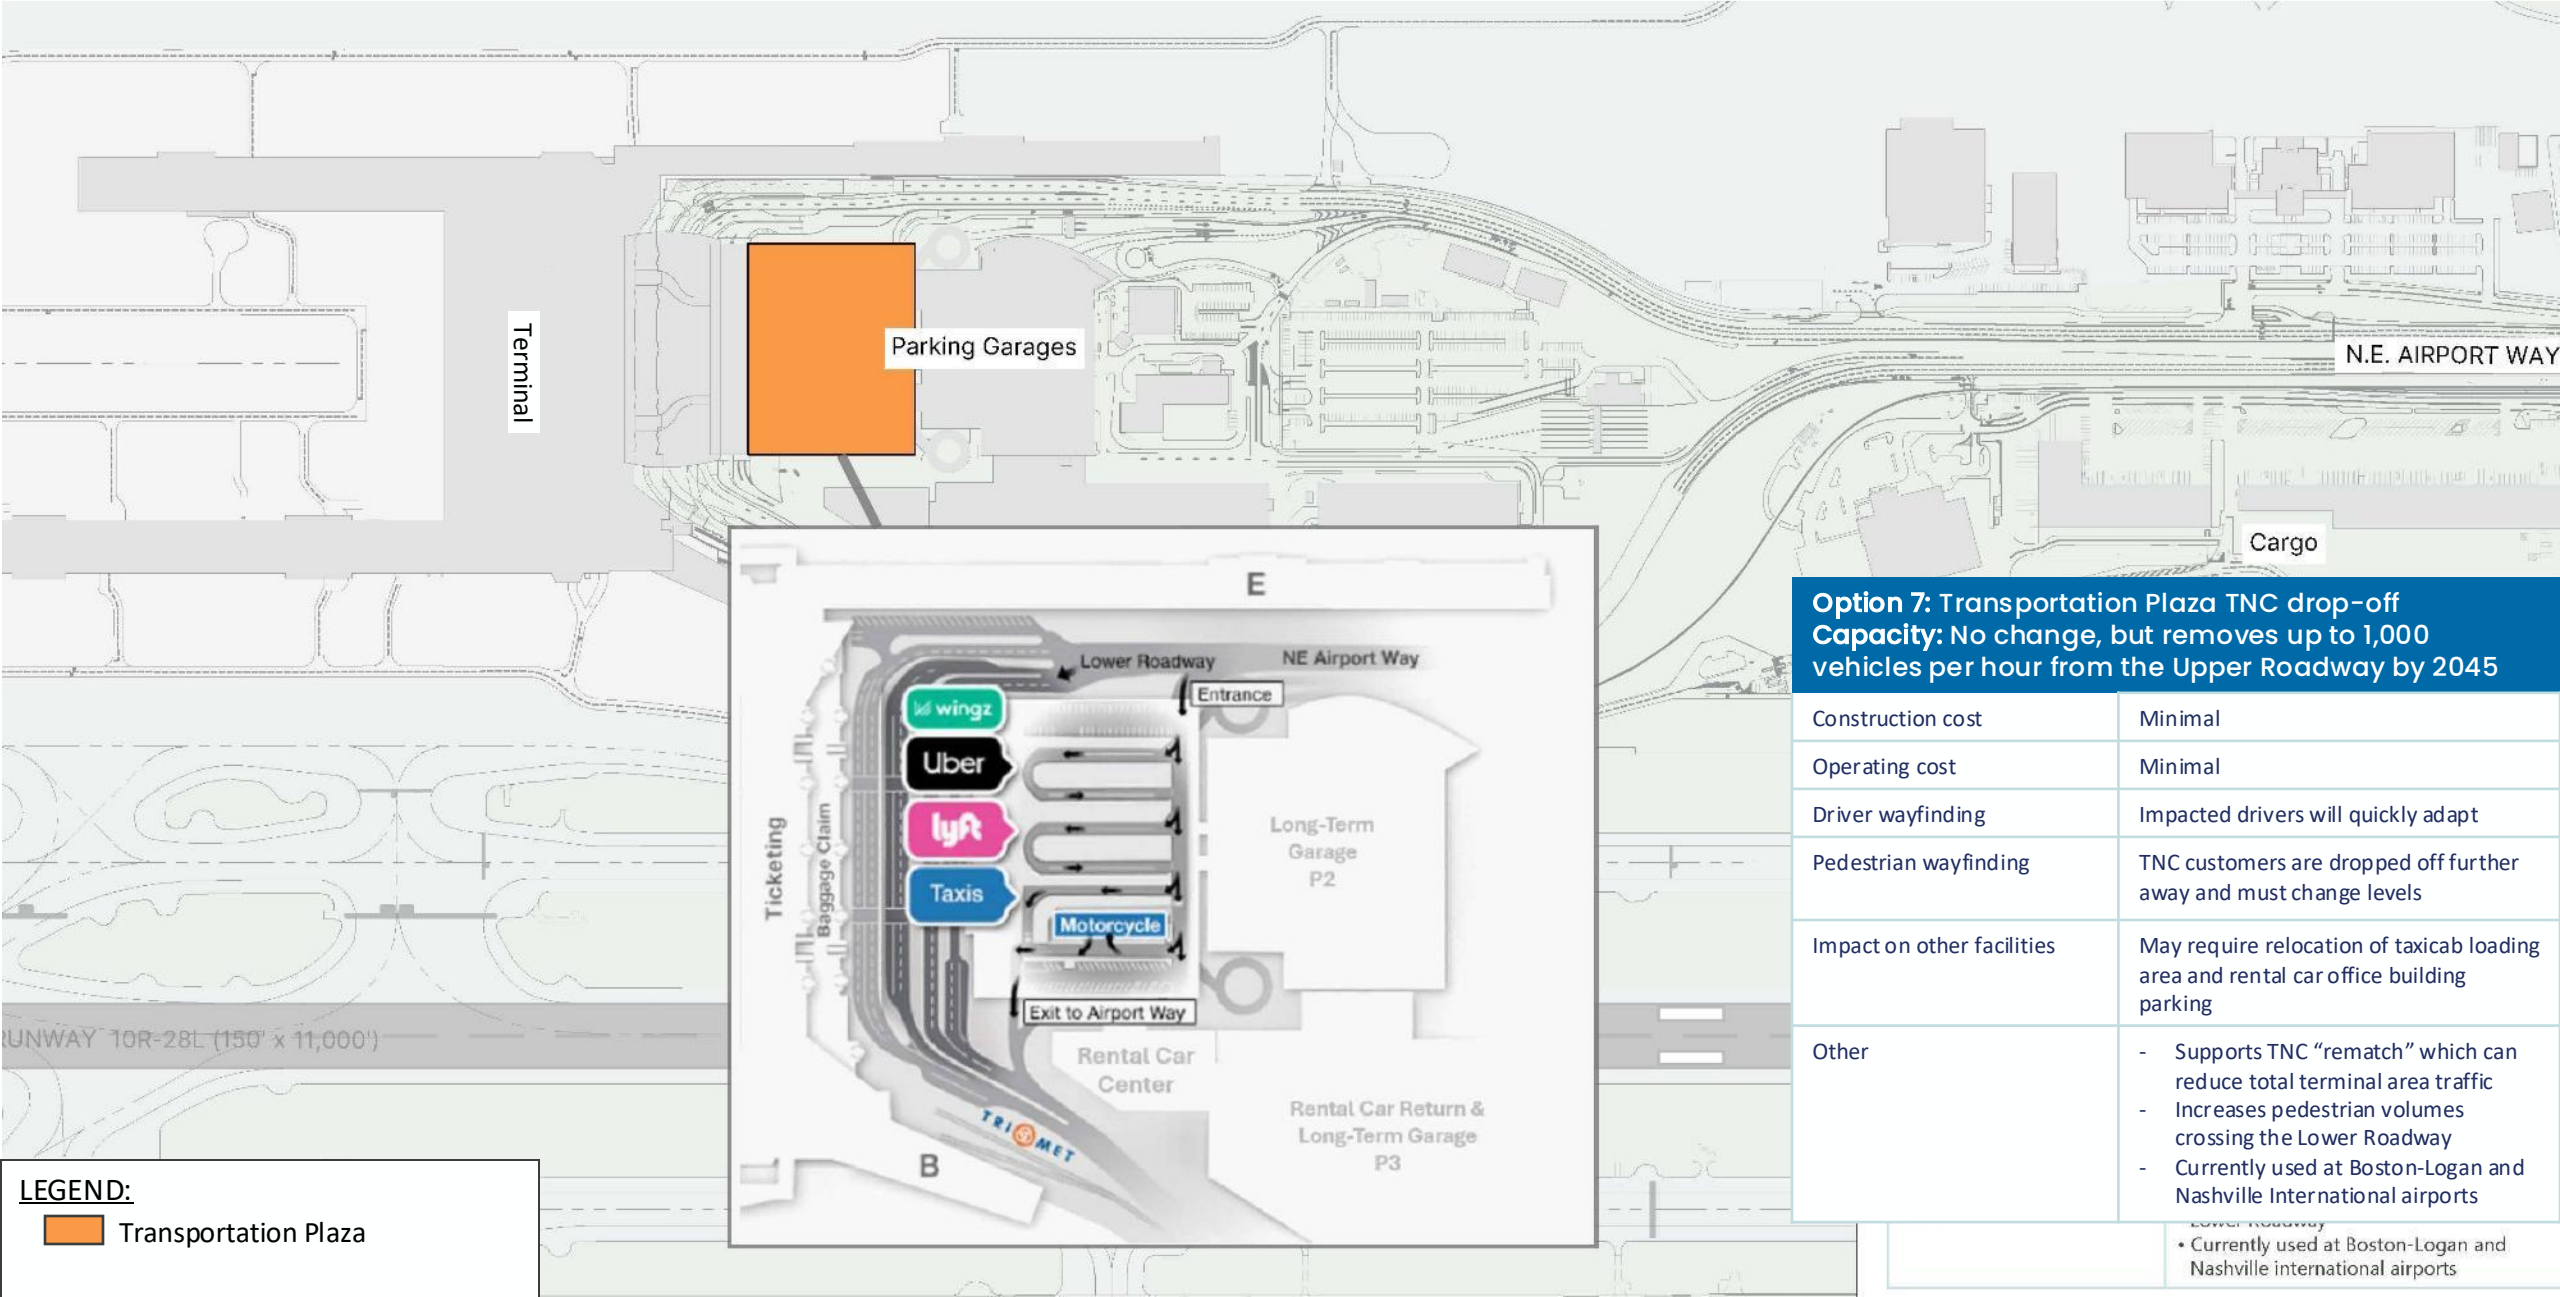 Terminal
Parking Garages
N.E. AIRPORT WAY
Cargo
E
Lower Roadway
NE Airport Way
Entrance
wingz
Uber
lyft
Taxis
Motorcycle
Ticketing
Baggage Claim
Long-Term
Garage
P2
Exit to Airport Way
Rental Car
Center
Rental Car Return &
Long-Term Garage
P3
TRIMET
B
RUNWAY 10R-28L (150' x 11,000')
Option 7: Transportation Plaza TNC drop-off
Capacity: No change, but removes up to 1,000
vehicles per hour from the Upper Roadway by 2045
Construction cost
Minimal
Operating cost
Minimal
Driver wayfinding
Impacted drivers will quickly adapt
Pedestrian wayfinding
TNC customers are dropped off further
away and must change levels
Impact on other facilities
May require relocation of taxicab loading
area and rental car office building
parking
Other
- Supports TNC “rematch” which can
reduce total terminal area traffic
- Increases pedestrian volumes
crossing the Lower Roadway
- Currently used at Boston-Logan and
Nashville International airports
Lower Roadway
• Currently used at Boston-Logan and
Nashville international airports
LEGEND:
Transportation Plaza